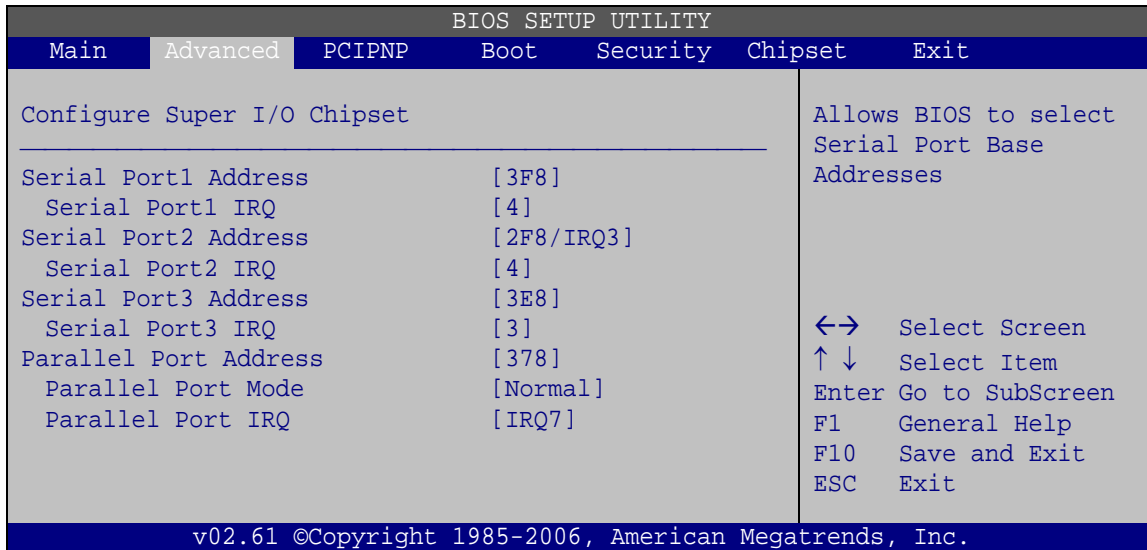 BIOS SETUP UTILITY
Main Advanced PCIPNP Boot Security Chipset Exit
Configure Super I/O Chipset
Serial Port1 Address [3F8]
Serial Port1 IRQ [4]
Serial Port2 Address [2F8/IRQ3]
Serial Port2 IRQ [4]
Serial Port3 Address [3E8]
Serial Port3 IRQ [3]
Parallel Port Address [378]
Parallel Port Mode [Normal]
Parallel Port IRQ [IRQ7]
Allows BIOS to select
Serial Port Base
Addresses
←→ Select Screen
↑ ↓ Select Item
Enter Go to SubScreen
F1 General Help
F10 Save and Exit
ESC Exit
v02.61 ©Copyright 1985-2006, American Megatrends, Inc.